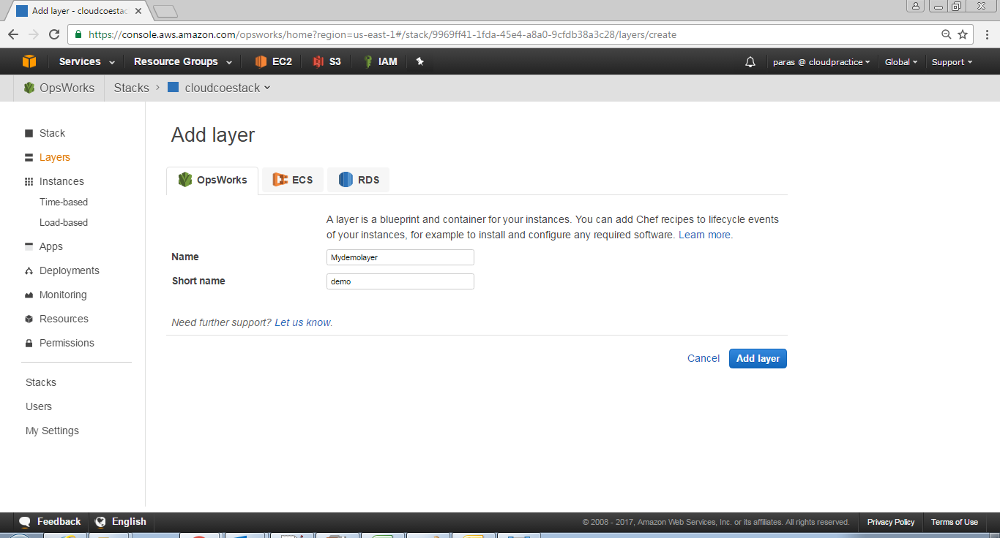 Add layer - cloudcoestac
https://console.aws.amazon.com/opsworks/home?region=us-east-1#/stack/9969ff41-1fda-45e4-a8a0-9cfdb38a3c28/layers/create
Services Resource Groups EC2 S3 IAM paras @ cloudpractice Global Support
OpsWorks Stacks > cloudcoestack
Stack
Layers
Instances
Time-based
Load-based
Apps
Deployments
Monitoring
Resources
Permissions
Stacks
Users
My Settings
Add layer
OpsWorks ECS RDS
A layer is a blueprint and container for your instances. You can add Chef recipes to lifecycle events
of your instances, for example to install and configure any required software. Learn more.
Name Mydemolayer
Short name demo
Need further support? Let us know.
Cancel Add layer
Feedback English © 2008 - 2017, Amazon Web Services, Inc. or its affiliates. All rights reserved. Privacy Policy Terms of Use